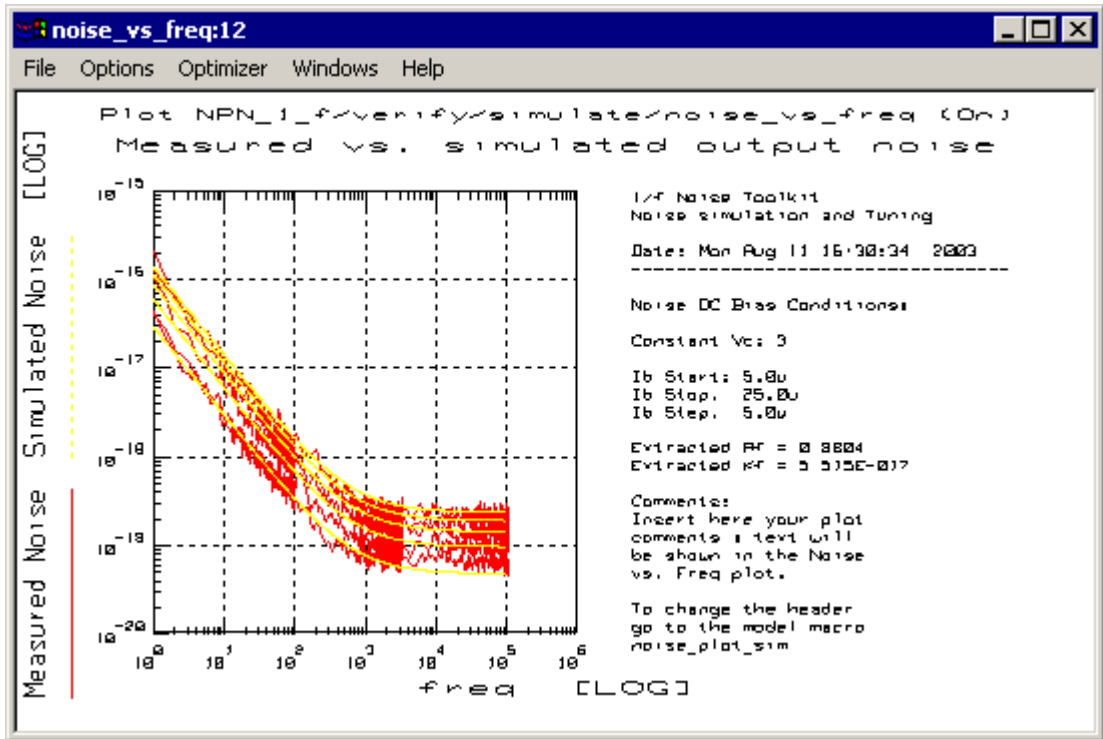 noise_vs_freq:12
File Options Optimizer Windows Help
Plot NPN_1_f/verify/simulate/noise_vs_freq (On)
Measured vs. simulated output noise
Measured Noise Simulated Noise [LOG]
10^-15
10^-16
10^-17
10^-18
10^-19
10^-20
10^0 10^1 10^2 10^3 10^4 10^5 10^6
freq [LOG]
1/f Noise Toolkit
Noise simulation and Tuning
Date: Mon Aug 11 16:30:34 2003
------------------------------------
Noise DC Bias Conditions:
Constant Vc: 3
Ib Start: 5.0u
Ib Stop. 25.0u
Ib Step. 5.0u
Extracted Af = 0 8804
Extracted Kf =
Comments:
Insert here your plot
comments : text will
be shown in the Noise
vs. Freq plot.
To change the header
go to the model macro
noise_plot_sim